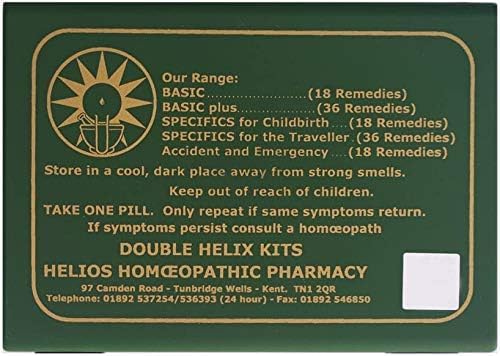 Our Range:
BASIC........................(18 Remedies)
BASIC plus.................(36 Remedies)
SPECIFICS for Childbirth....(18 Remedies)
SPECIFICS for the Traveller.(36 Remedies)
Accident and Emergency....(18 Remedies)
Store in a cool, dark place away from strong smells.
Keep out of reach of children.
TAKE ONE PILL. Only repeat if same symptoms return.
If symptoms persist consult a homœopath
DOUBLE HELIX KITS
HELIOS HOMŒOPATHIC PHARMACY
97 Camden Road - Tunbridge Wells - Kent. TN1 2QR
Telephone: 01892 537254/536393 (24 hour) - Fax: 01892 546850